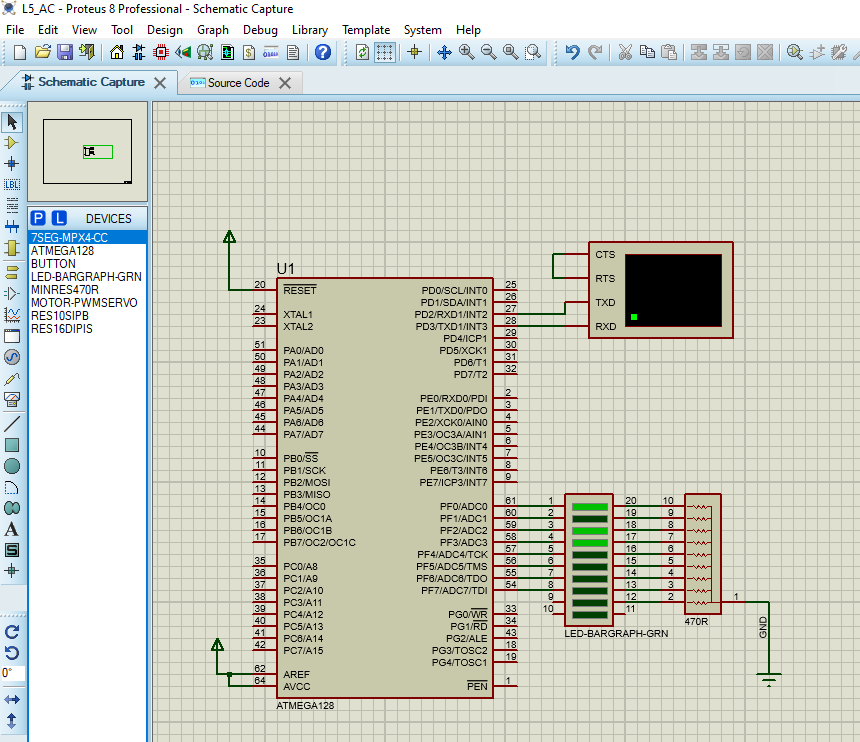 L5_AC - Proteus 8 Professional - Schematic Capture
File Edit View Tool Design Graph Debug Library Template System Help
Schematic Capture Source Code
LBL
P L DEVICES
7SEG-MPX4-CC
ATMEGA128
BUTTON
LED-BARGRAPH-GRN
MINRES470R
MOTOR-PWMSERVO
RES10SIPB
RES16DIPIS
A
S
0°
U1
20 RESET
24 XTAL1
23 XTAL2
51 PA0/AD0
50 PA1/AD1
49 PA2/AD2
48 PA3/AD3
47 PA4/AD4
46 PA5/AD5
45 PA6/AD6
44 PA7/AD7
10 PB0/SS
11 PB1/SCK
12 PB2/MOSI
13 PB3/MISO
14 PB4/OC0
15 PB5/OC1A
16 PB6/OC1B
17 PB7/OC2/OC1C
35 PC0/A8
36 PC1/A9
37 PC2/A10
38 PC3/A11
39 PC4/A12
40 PC5/A13
41 PC6/A14
42 PC7/A15
62 AREF
64 AVCC
PD0/SCL/INT0 25
PD1/SDA/INT1 26
PD2/RXD1/INT2 27
PD3/TXD1/INT3 28
PD4/ICP1 29
PD5/XCK1 30
PD6/T1 31
PD7/T2 32
PE0/RXD0/PDI 2
PE1/TXD0/PDO 3
PE2/XCK0/AIN0 4
PE3/OC3A/AIN1 5
PE4/OC3B/INT4 6
PE5/OC3C/INT5 7
PE6/T3/INT6 8
PE7/ICP3/INT7 9
PF0/ADC0 61
PF1/ADC1 60
PF2/ADC2 59
PF3/ADC3 58
PF4/ADC4/TCK 57
PF5/ADC5/TMS 56
PF6/ADC6/TDO 55
PF7/ADC7/TDI 54
PG0/WR 33
PG1/RD 34
PG2/ALE 43
PG3/TOSC2 18
PG4/TOSC1 19
PEN 1
ATMEGA128
CTS
RTS
TXD
RXD
1 20 10
2 19 9
3 18 8
4 17 7
5 16 6
6 15 5
7 14 4
8 13 3
9 12 2
10 11
1
LED-BARGRAPH-GRN
470R
GND